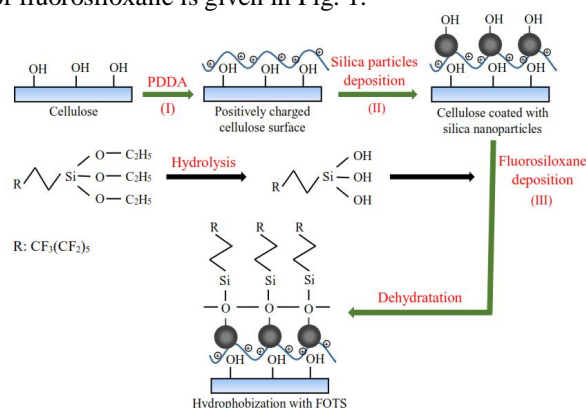 of fluorosiloxane is given in Fig. 1.
OH OH OH
Cellulose
PDDA
(I)
OH OH OH
Positively charged
cellulose surface
Silica particles
deposition
(II)
OH OH OH
OH OH OH
Cellulose coated with
silica nanoparticles
R
Si
O C₂H₅
O C₂H₅
O C₂H₅
Hydrolysis
R
Si
OH
OH
OH
Fluorosiloxane
deposition
(III)
R: CF₃(CF₂)₅
R R R
Si Si Si
O O O
OH OH OH
Dehydratation
Hydrophobization with FOTS